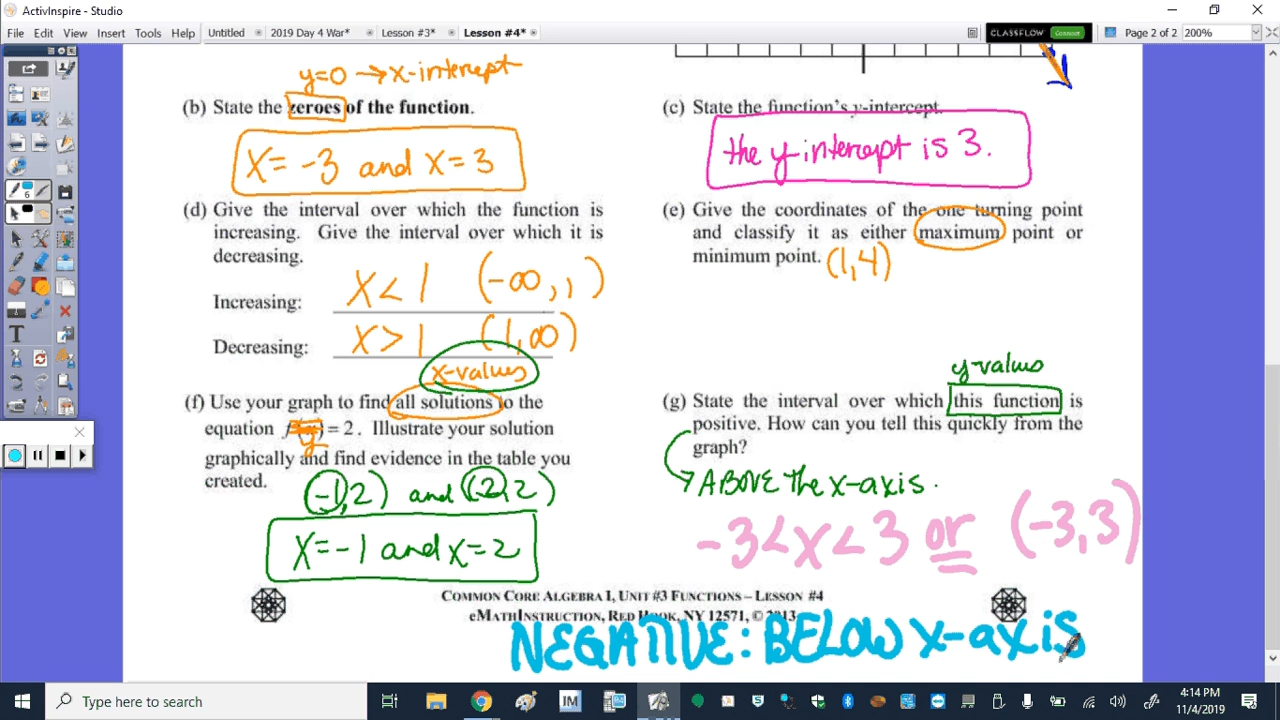 ActivInspire - Studio
File Edit View Insert Tools Help Untitled 2019 Day 4 War* Lesson #3* Lesson #4* CLASSFLOW Connect Page 2 of 2 200%
y=0 → x-intercept
(b) State the zeroes of the function.
x = -3 and x = 3
(c) State the function's y-intercept.
the y-intercept is 3.
(d) Give the interval over which the function is
increasing. Give the interval over which it is
decreasing.
Increasing: x < 1 (-∞, 1)
Decreasing: x > 1 (1, ∞)
(e) Give the coordinates of the one turning point
and classify it as either maximum point or
minimum point. (1, 4)
x-values
(f) Use your graph to find all solutions to the
equation = 2. Illustrate your solution
y
graphically and find evidence in the table you
created.
(-1, 2) and (2, 2)
x = -1 and x = 2
y-values
(g) State the interval over which this function is
positive. How can you tell this quickly from the
graph?
→ ABOVE the x-axis.
-3 < x < 3 or (-3, 3)
COMMON CORE ALGEBRA I, UNIT #3 FUNCTIONS – LESSON #4
eMATHINSTRUCTION, RED HOOK, NY 12571, © 2013
NEGATIVE: BELOW x-axis
Type here to search
4:14 PM
11/4/2019